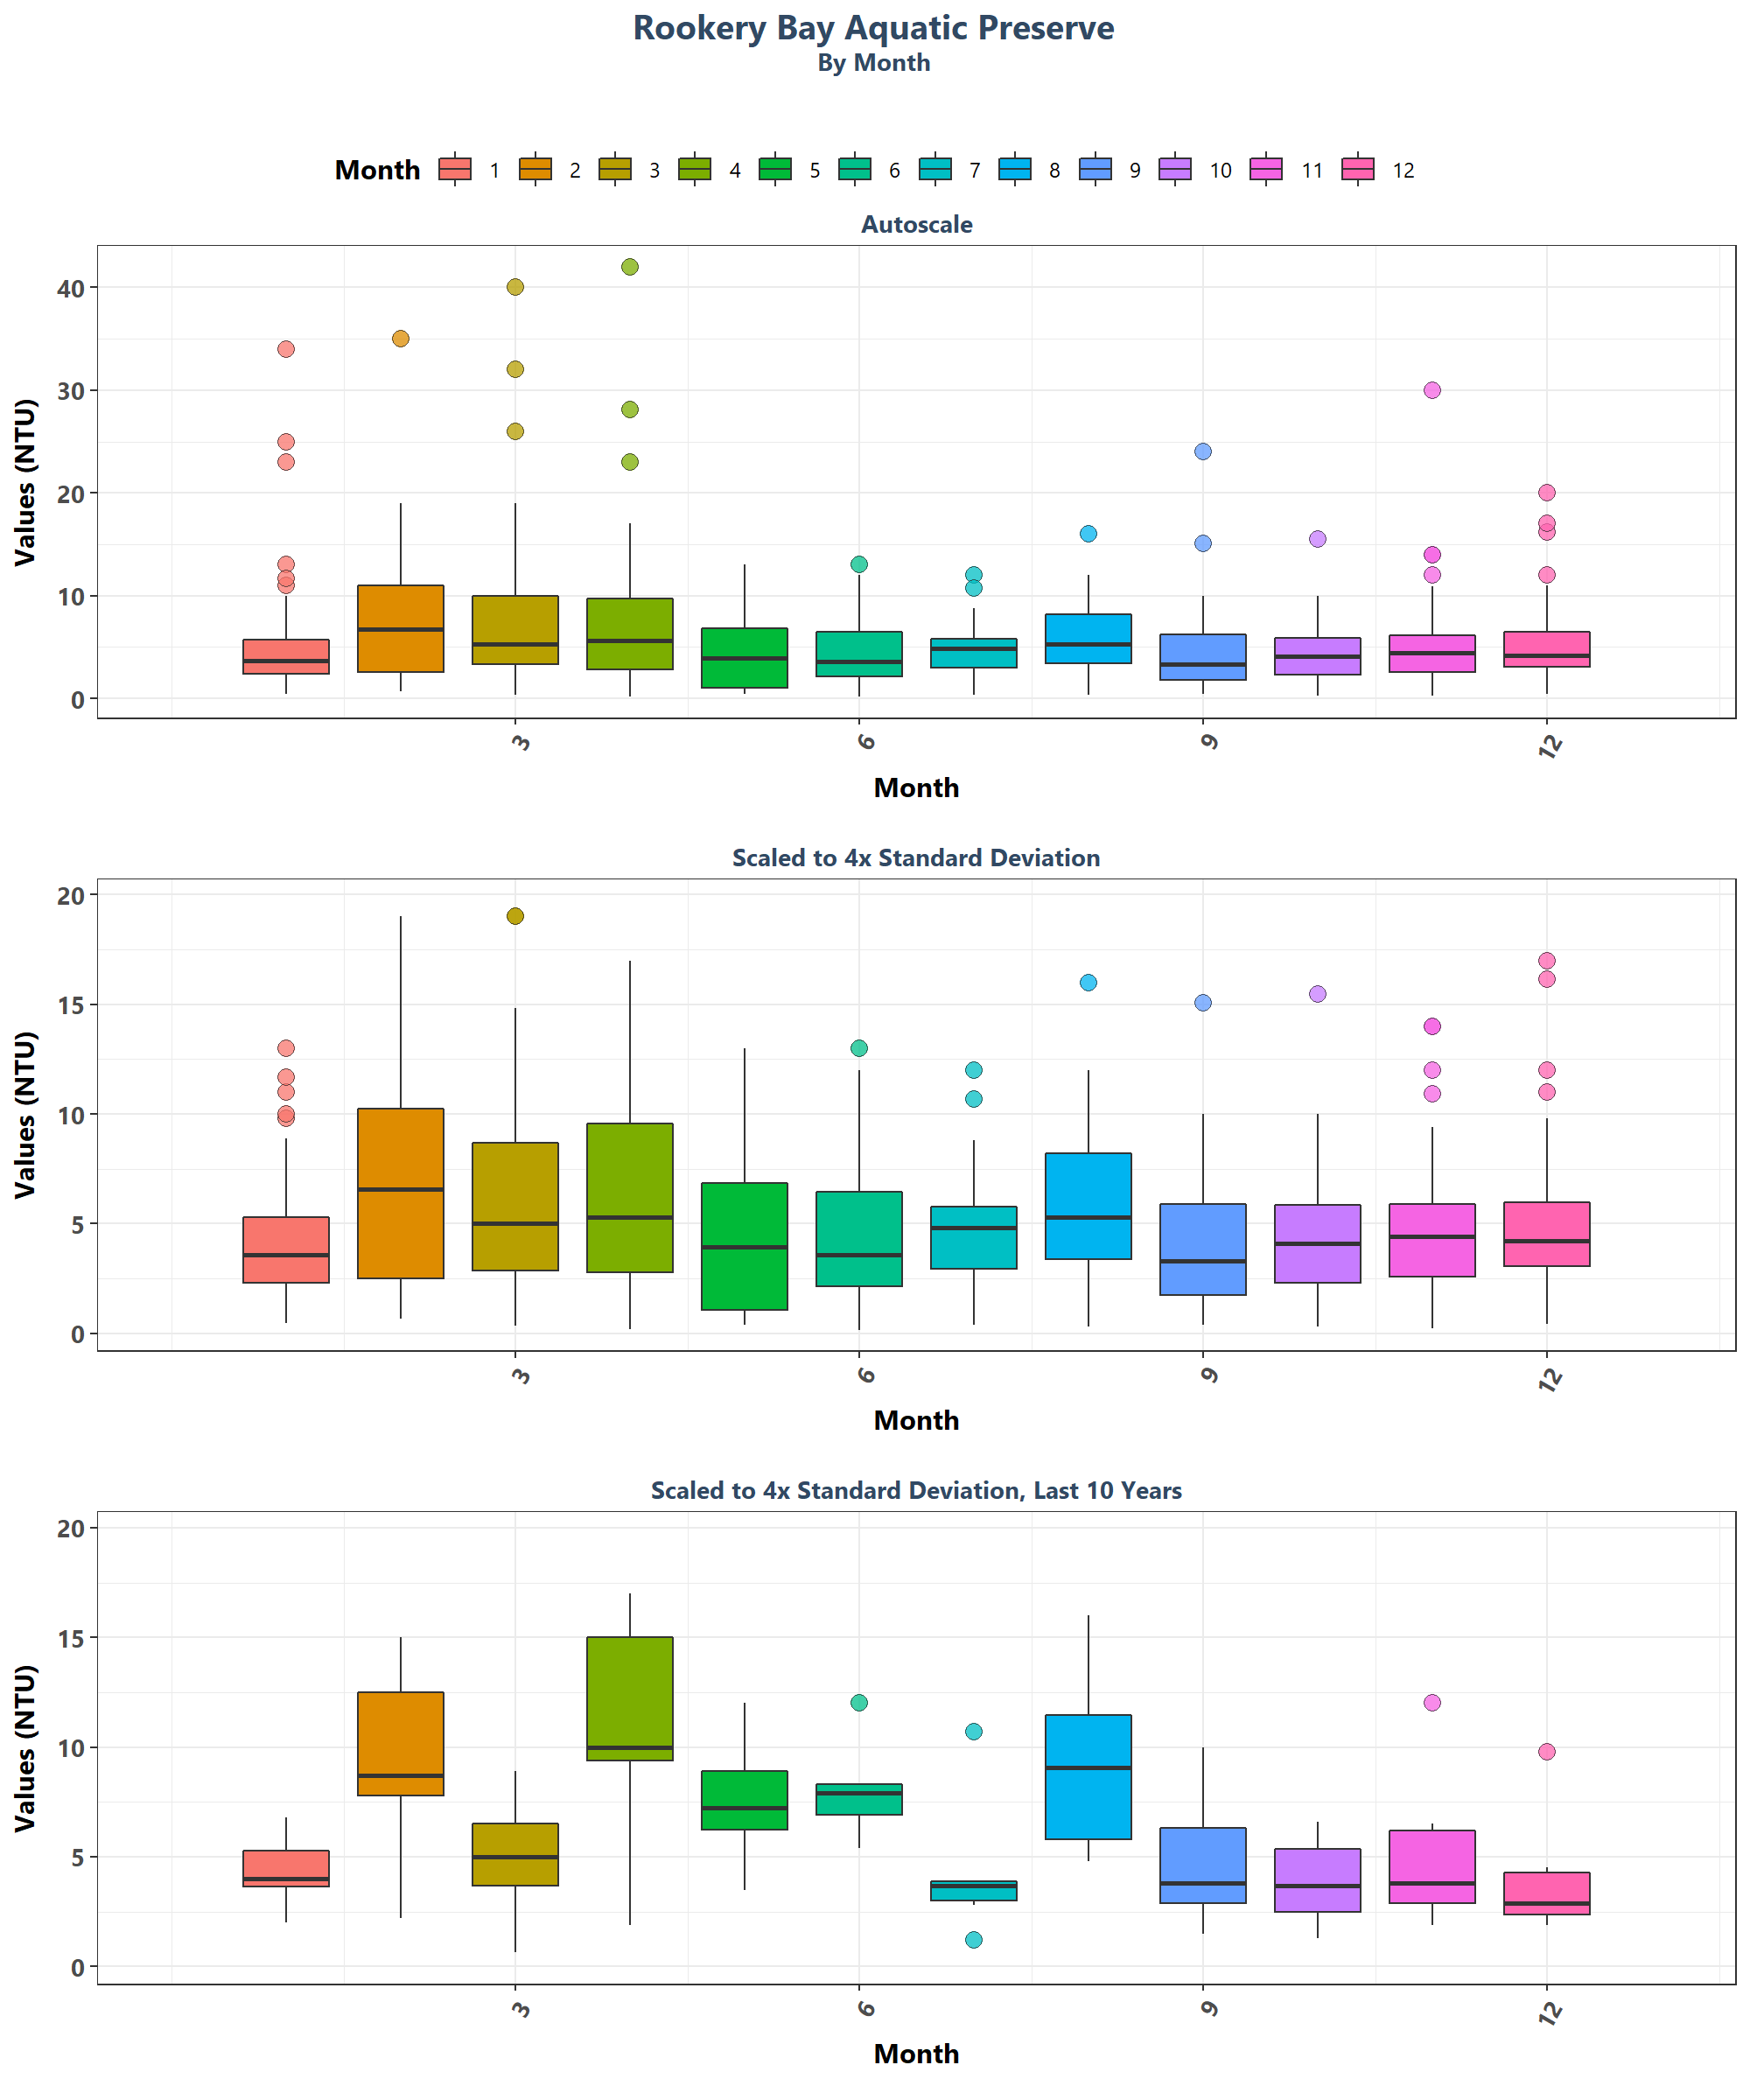 Rookery Bay Aquatic Preserve
By Month
Month 1 2 3 4 5 6 7 8 9 10 11 12
Autoscale
Values (NTU)
40
30
20
10
0
3 6 9 12
Month
Scaled to 4x Standard Deviation
Values (NTU)
20
15
10
5
0
3 6 9 12
Month
Scaled to 4x Standard Deviation, Last 10 Years
Values (NTU)
20
15
10
5
0
3 6 9 12
Month